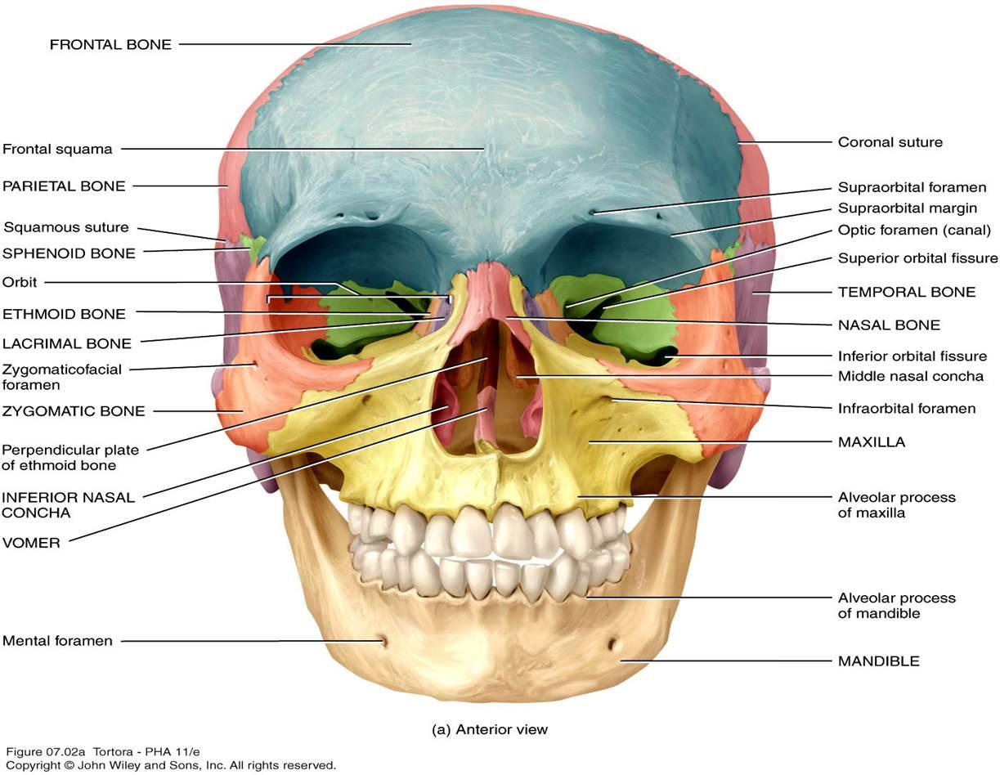 FRONTAL BONE
Frontal squama
PARIETAL BONE
Squamous suture
SPHENOID BONE
Orbit
ETHMOID BONE
LACRIMAL BONE
Zygomaticofacial
foramen
ZYGOMATIC BONE
Perpendicular plate
of ethmoid bone
INFERIOR NASAL
CONCHA
VOMER
Mental foramen
Coronal suture
Supraorbital foramen
Supraorbital margin
Optic foramen (canal)
Superior orbital fissure
TEMPORAL BONE
NASAL BONE
Inferior orbital fissure
Middle nasal concha
Infraorbital foramen
MAXILLA
Alveolar process
of maxilla
Alveolar process
of mandible
MANDIBLE
(a) Anterior view
Figure 07.02a Tortora - PHA 11/e
Copyright © John Wiley and Sons, Inc. All rights reserved.